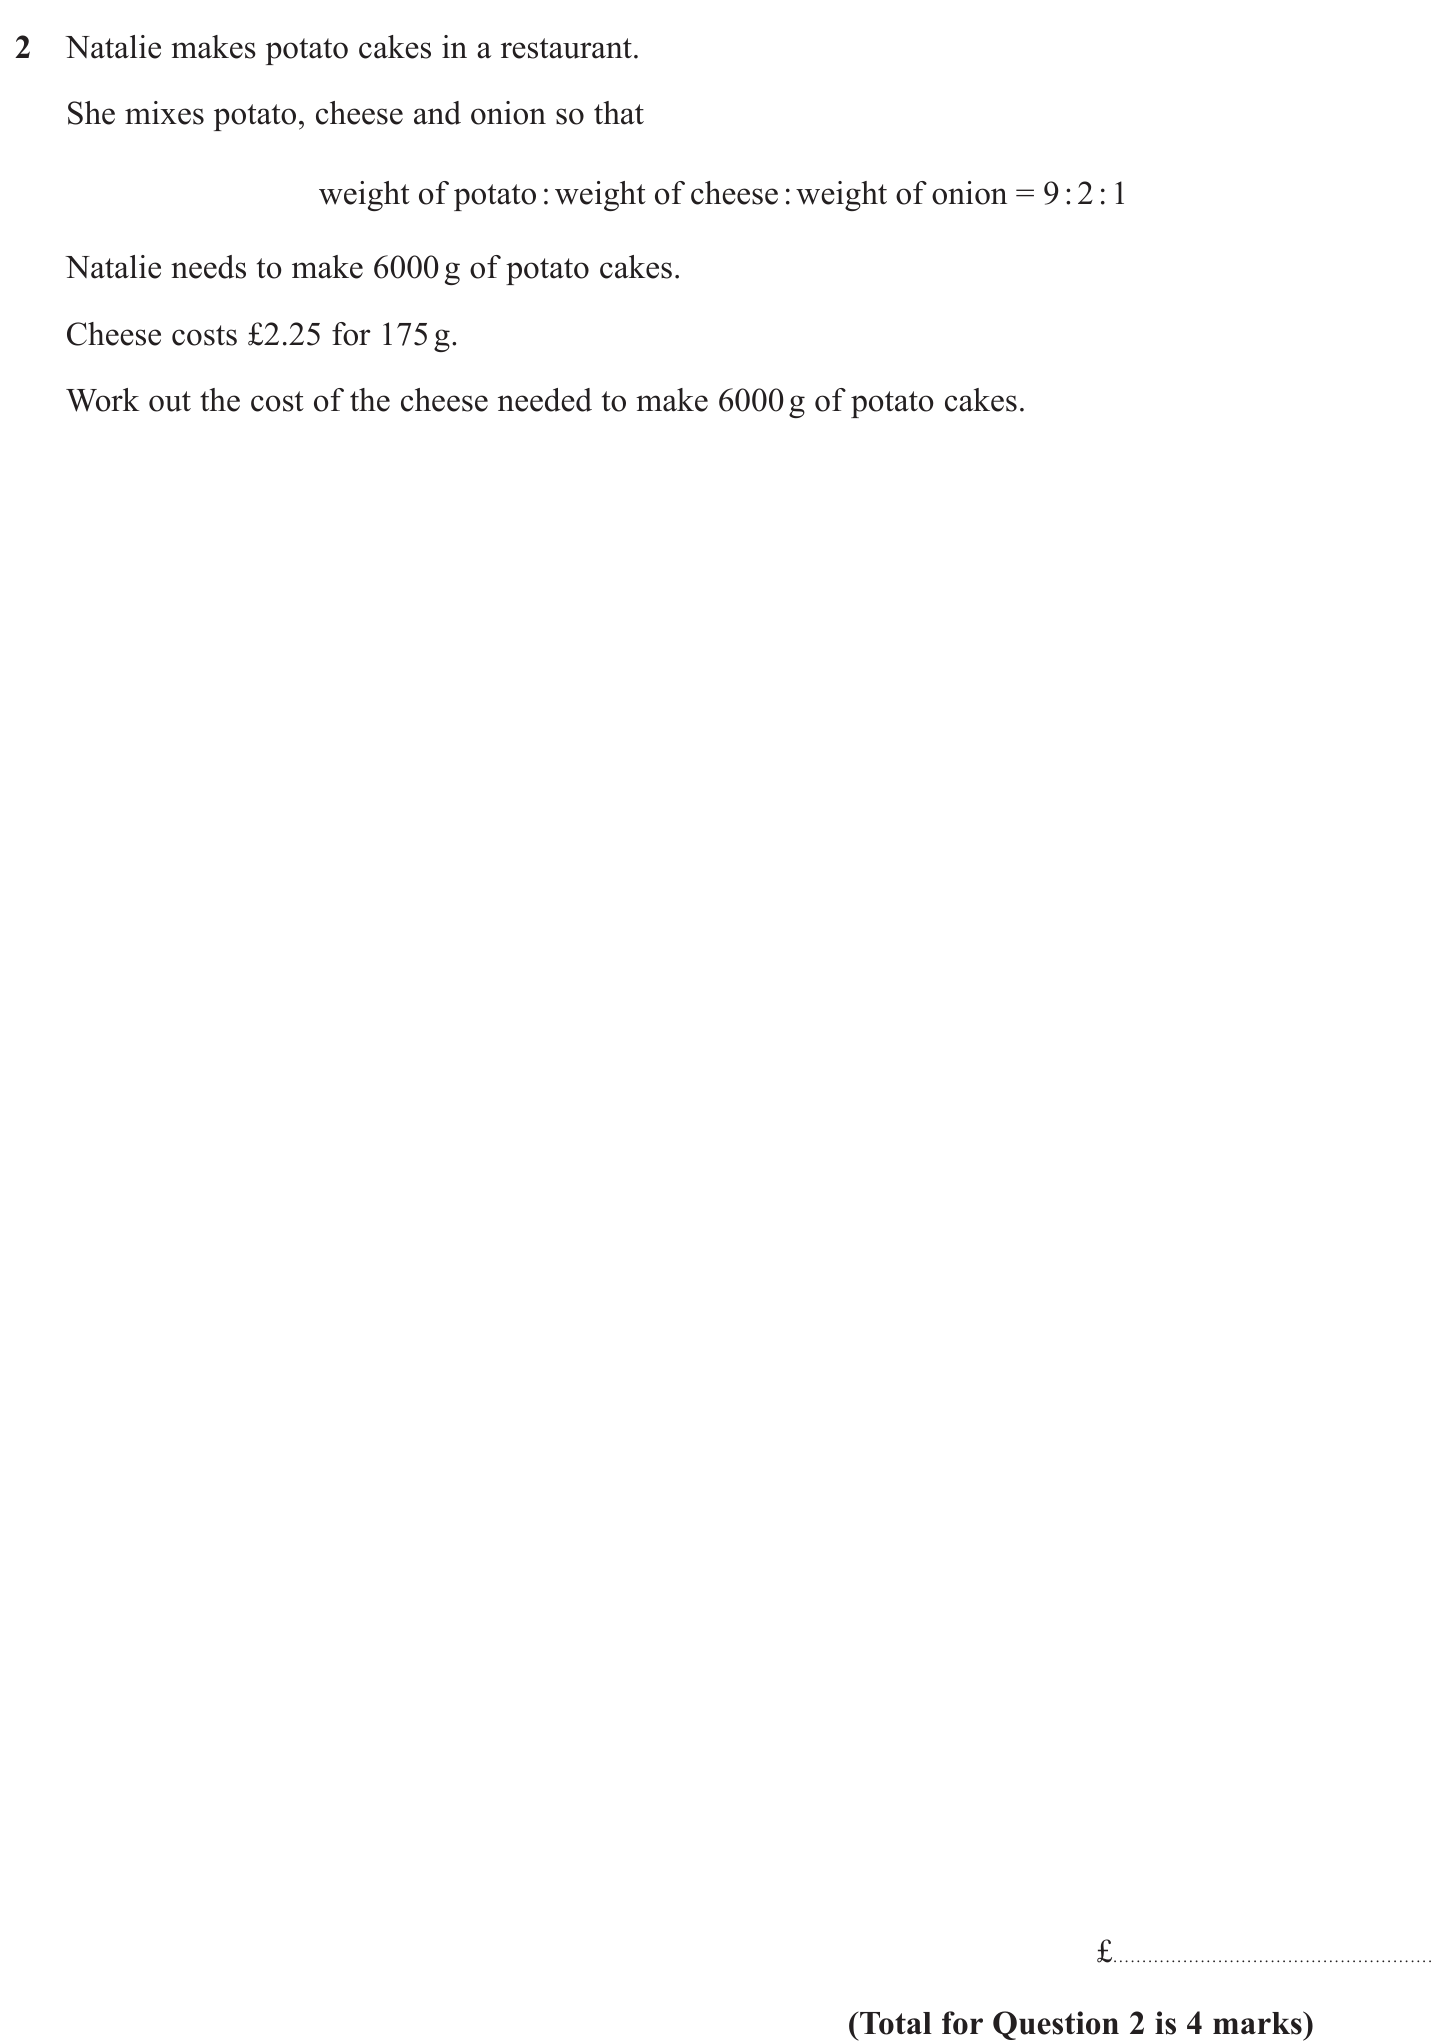 2 Natalie makes potato cakes in a restaurant.
She mixes potato, cheese and onion so that
weight of potato : weight of cheese : weight of onion = 9 : 2 : 1
Natalie needs to make 6000 g of potato cakes.
Cheese costs £2.25 for 175 g.
Work out the cost of the cheese needed to make 6000 g of potato cakes.
£
(Total for Question 2 is 4 marks)